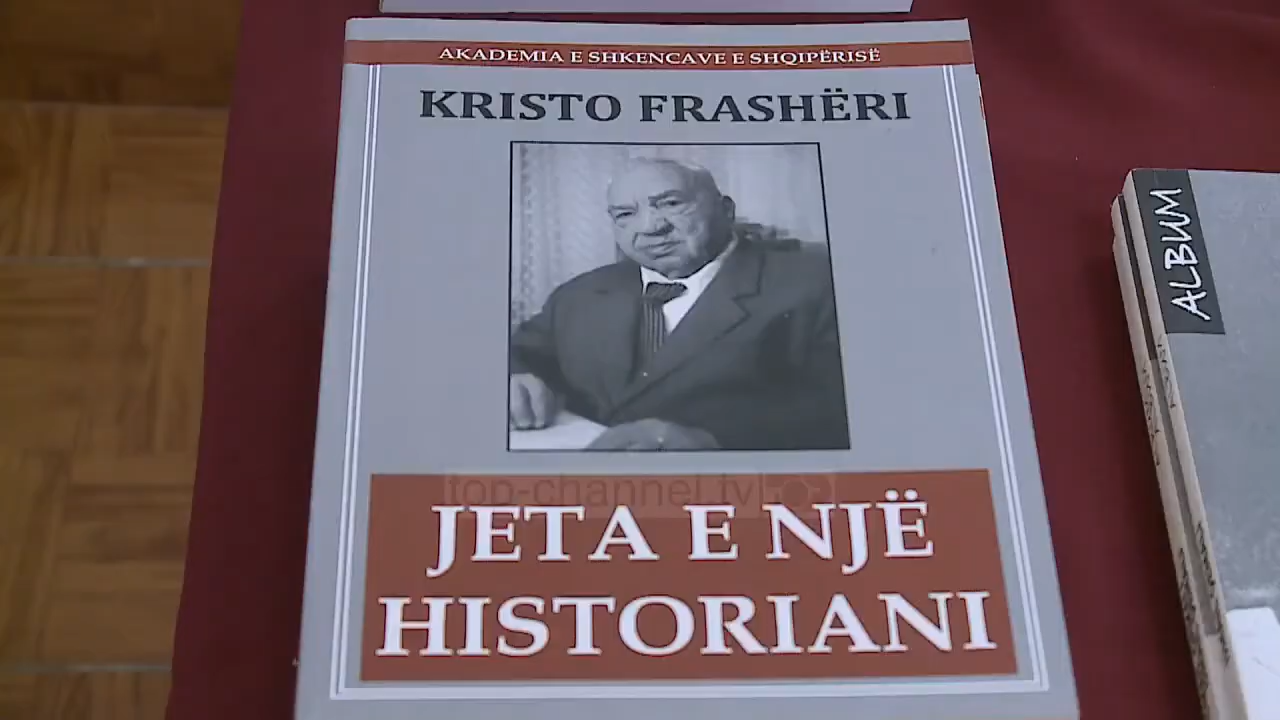 AKADEMIA E SHKENCAVE E SHQIPËRISË
KRISTO FRASHËRI
top-channel.tv
JETA E NJË
HISTORIANI
ALBUM